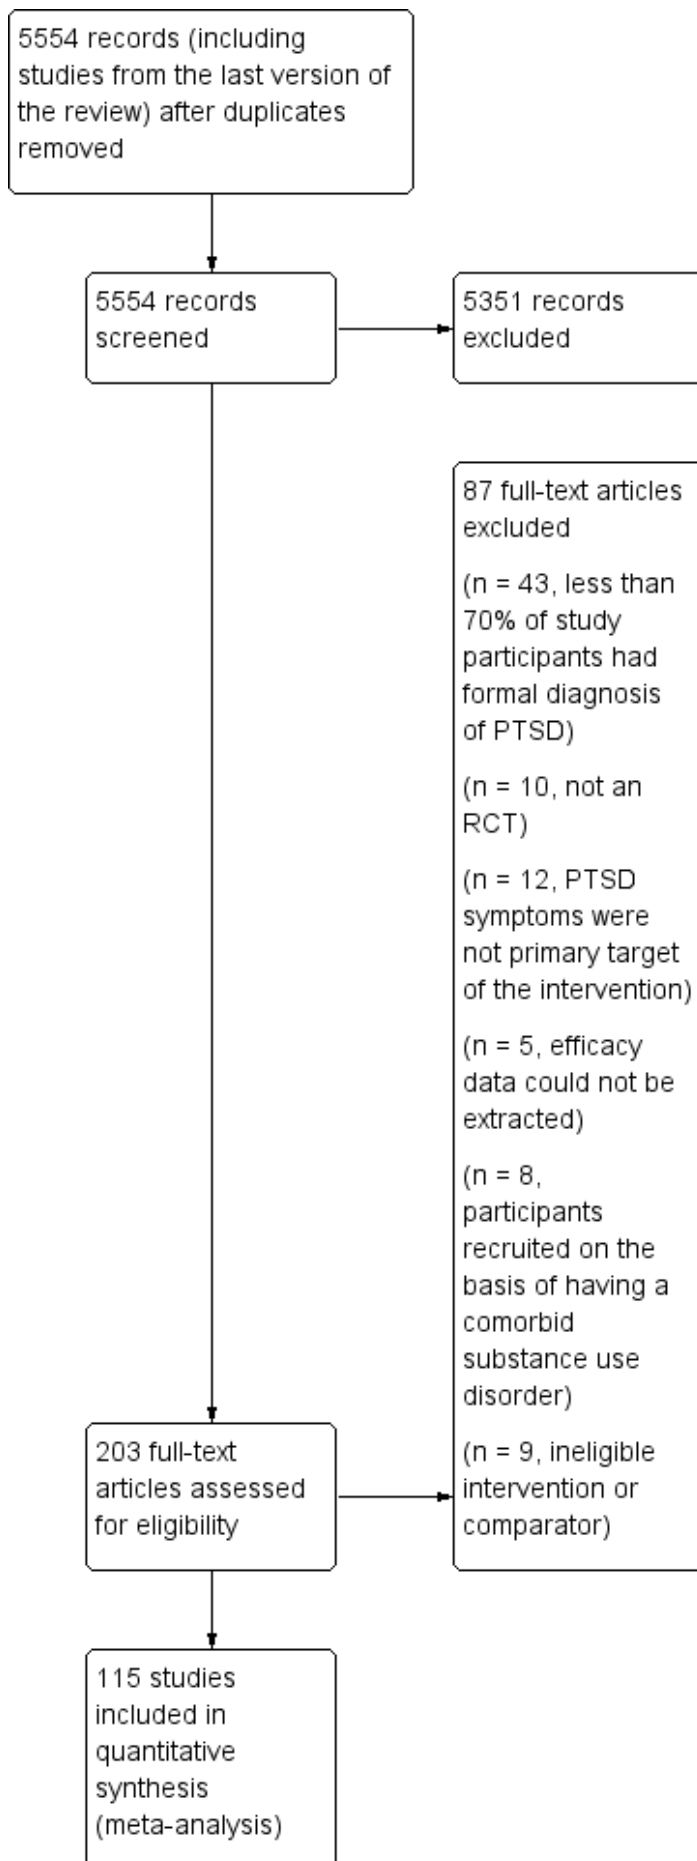 5554 records (including
studies from the last version of
the review) after duplicates
removed
5554 records
screened
5351 records
excluded
87 full-text articles
excluded
(n = 43, less than
70% of study
participants had
formal diagnosis
of PTSD)
(n = 10, not an
RCT)
(n = 12, PTSD
symptoms were
not primary target
of the intervention)
(n = 5, efficacy
data could not be
extracted)
(n = 8,
participants
recruited on the
basis of having a
comorbid
substance use
disorder)
(n = 9, ineligible
intervention or
comparator)
203 full-text
articles assessed
for eligibility
115 studies
included in
quantitative
synthesis
(meta-analysis)